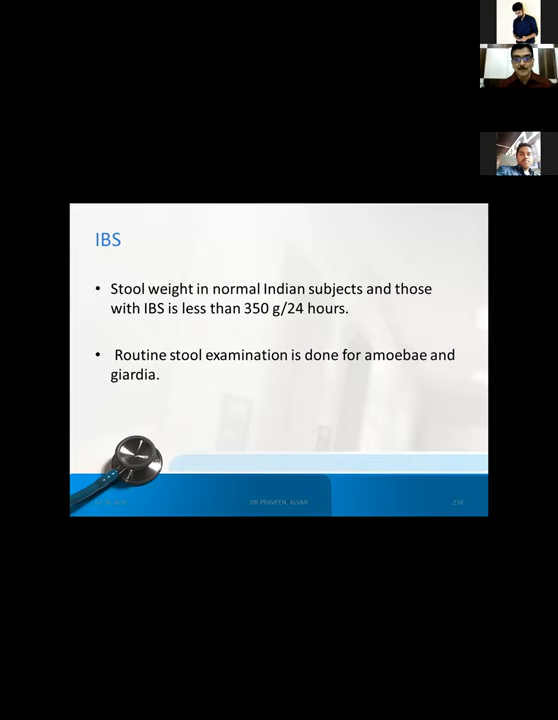 IBS
• Stool weight in normal Indian subjects and those
with IBS is less than 350 g/24 hours.
• Routine stool examination is done for amoebae and
giardia.
DR PRAVEEN, ALVAR